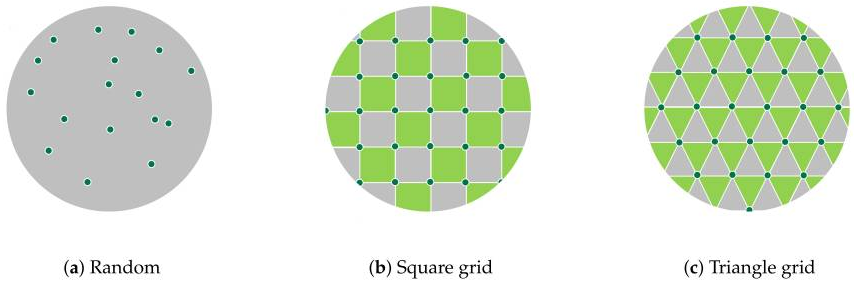 (a) Random
(b) Square grid
(c) Triangle grid